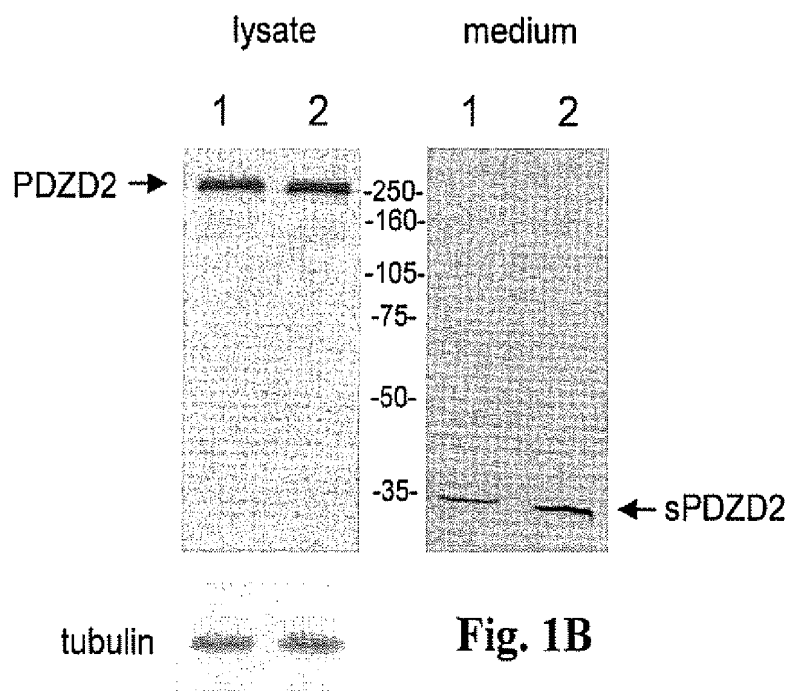 lysate medium
1 2 1 2
PDZD2
-250-
-160-
-105-
-75-
-50-
-35-
sPDZD2
tubulin
Fig. 1B